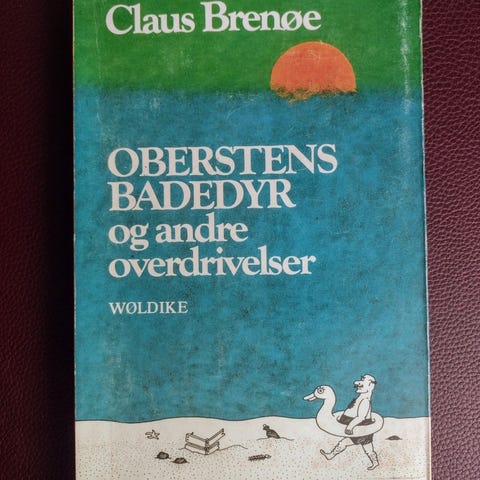 Claus Brenøe
OBERSTENS
BADEDYR
og andre
overdrivelser
WØLDIKE